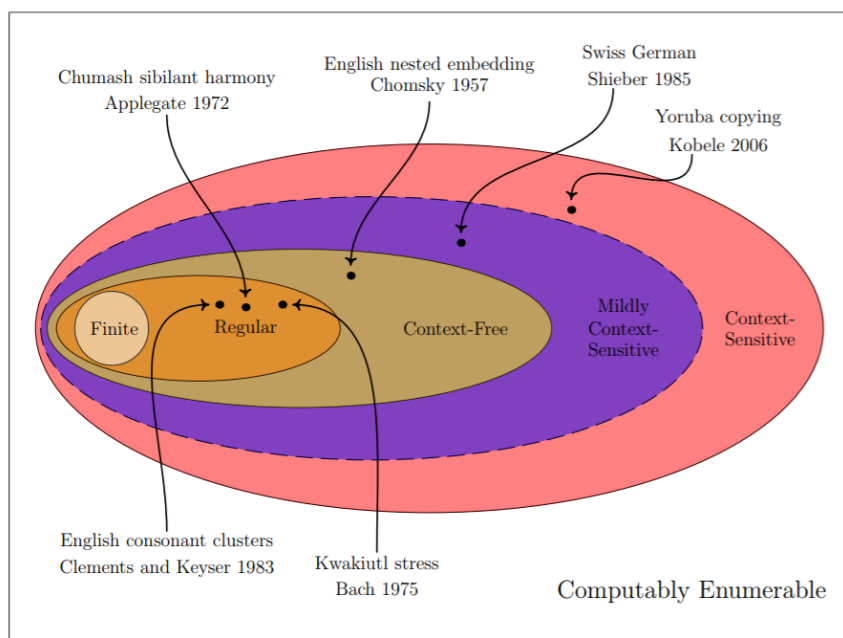 Chumash sibilant harmony
Applegate 1972
English nested embedding
Chomsky 1957
Swiss German
Shieber 1985
Yoruba copying
Kobele 2006
Finite
Regular
Context-Free
Mildly
Context-
Sensitive
Context-
Sensitive
English consonant clusters
Clements and Keyser 1983
Kwakiutl stress
Bach 1975
Computably Enumerable